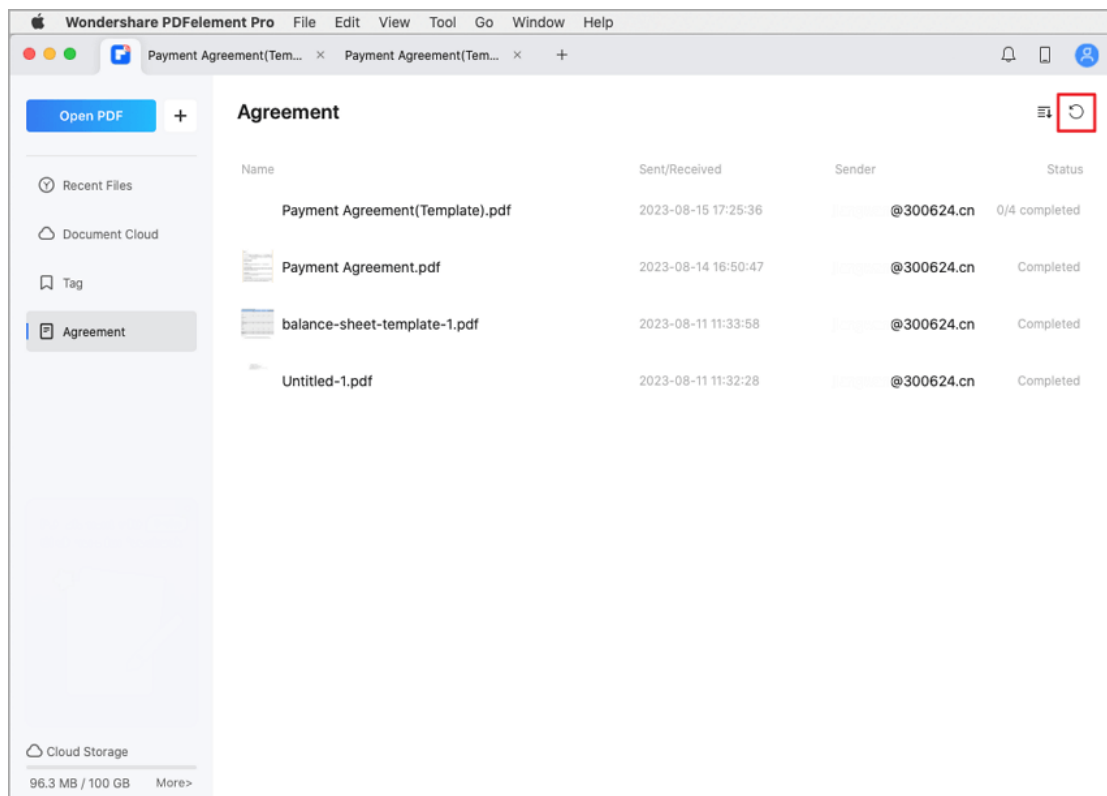 Wondershare PDFelement Pro File Edit View Tool Go Window Help
Payment Agreement(Tem... × Payment Agreement(Tem... × +
Open PDF +
Recent Files
Document Cloud
Tag
Agreement
Cloud Storage
96.3 MB / 100 GB More>
Agreement
Name Sent/Received Sender Status
Payment Agreement(Template).pdf 2023-08-15 17:25:36 @300624.cn 0/4 completed
Payment Agreement.pdf 2023-08-14 16:50:47 @300624.cn Completed
balance-sheet-template-1.pdf 2023-08-11 11:33:58 @300624.cn Completed
Untitled-1.pdf 2023-08-11 11:32:28 @300624.cn Completed